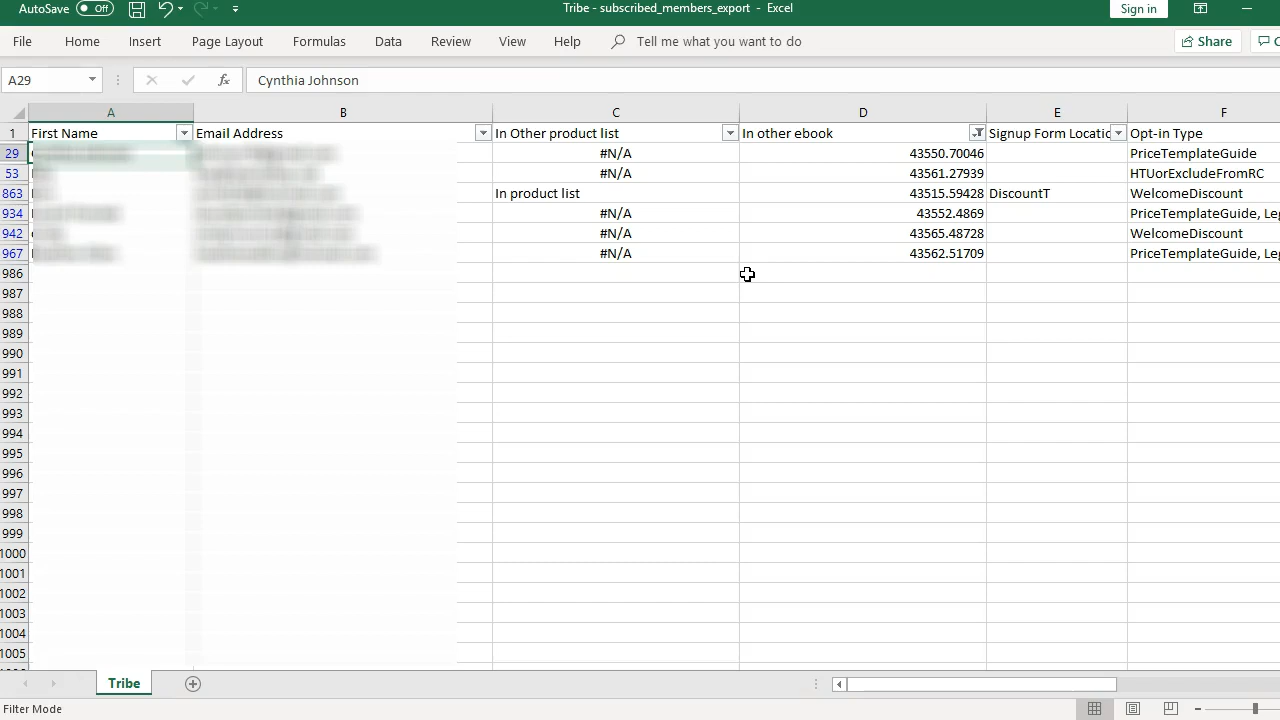 AutoSave Off Tribe - subscribed_members_export - Excel Sign in
File Home Insert Page Layout Formulas Data Review View Help Tell me what you want to do Share
A29 fx Cynthia Johnson
A B C D E F
1 First Name Email Address In Other product list In other ebook Signup Form Locatic Opt-in Type
29 #N/A 43550.70046 PriceTemplateGuide
53 #N/A 43561.27939 HTUorExcludeFromRC
863 In product list 43515.59428 DiscountT WelcomeDiscount
934 #N/A 43552.4869 PriceTemplateGuide, Leg
942 #N/A 43565.48728 WelcomeDiscount
967 #N/A 43562.51709 PriceTemplateGuide, Leg
986
987
988
989
990
991
992
993
994
995
996
997
998
999
1000
1001
1002
1003
1004
1005
Tribe
Filter Mode